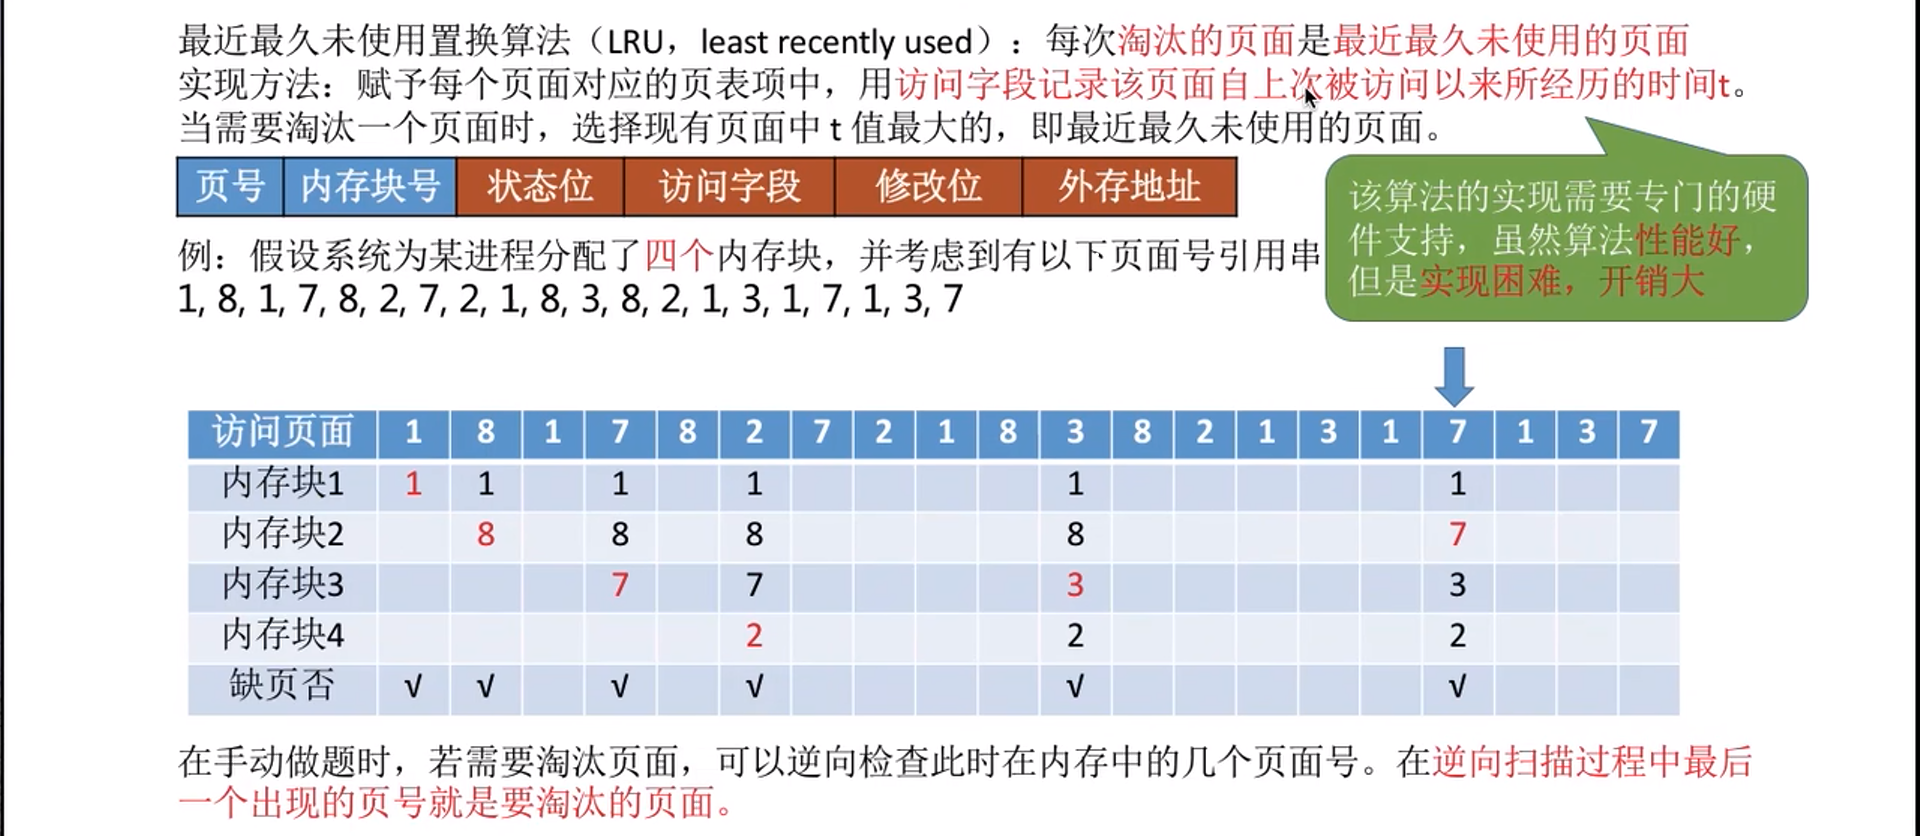 最近最久未使用置换算法（LRU，least recently used）：每次淘汰的页面是最近最久未使用的页面
实现方法：赋予每个页面对应的页表项中，用访问字段记录该页面自上次被访问以来所经历的时间t。
当需要淘汰一个页面时，选择现有页面中 t 值最大的，即最近最久未使用的页面。
页号 内存块号 状态位 访问字段 修改位 外存地址
该算法的实现需要专门的硬
件支持，虽然算法性能好，
但是实现困难，开销大
例：假设系统为某进程分配了四个内存块，并考虑到有以下页面号引用串
1, 8, 1, 7, 8, 2, 7, 2, 1, 8, 3, 8, 2, 1, 3, 1, 7, 1, 3, 7
访问页面 1 8 1 7 8 2 7 2 1 8 3 8 2 1 3 1 7 1 3 7
内存块1 1 1 1 1 1 1
内存块2 8 8 8 8 7
内存块3 7 7 3 3
内存块4 2 2 2
缺页否 √ √ √ √ √ √
在手动做题时，若需要淘汰页面，可以逆向检查此时在内存中的几个页面号。在逆向扫描过程中最后
一个出现的页号就是要淘汰的页面。